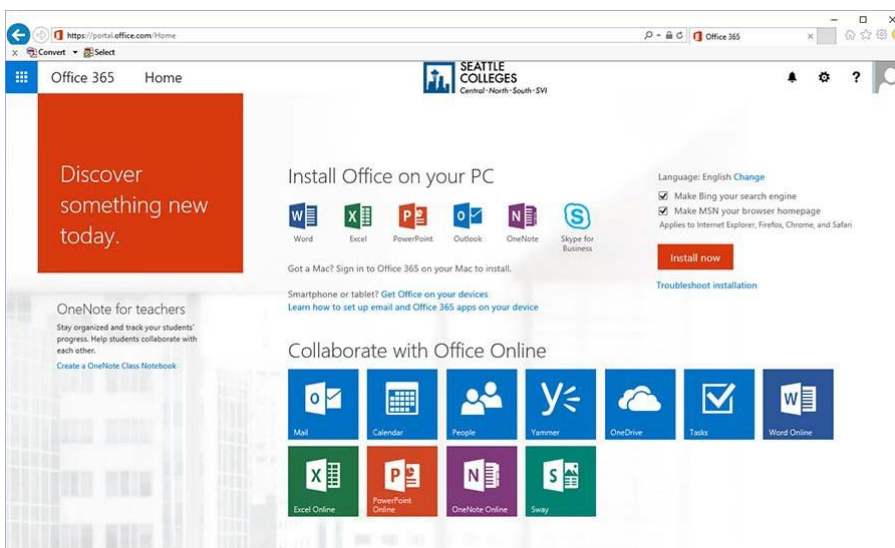 https://portal.office.com/Home
Office 365
x Convert Select
Office 365 Home
SEATTLE
COLLEGES
Central·North·South·SVI
?
Discover
something new
today.
Install Office on your PC
Word Excel PowerPoint Outlook OneNote Skype for
Business
Got a Mac? Sign in to Office 365 on your Mac to install.
Smartphone or tablet? Get Office on your devices
Learn how to set up email and Office 365 apps on your device
Language: English Change
Make Bing your search engine
Make MSN your browser homepage
Applies to Internet Explorer, Firefox, Chrome, and Safari
Install now
Troubleshoot installation
OneNote for teachers
Stay organized and track your students'
progress. Help students collaborate with
each other.
Create a OneNote Class Notebook
Collaborate with Office Online
Mail Calendar People Yammer OneDrive Tasks Word Online
Excel Online PowerPoint
Online OneNote Online Sway